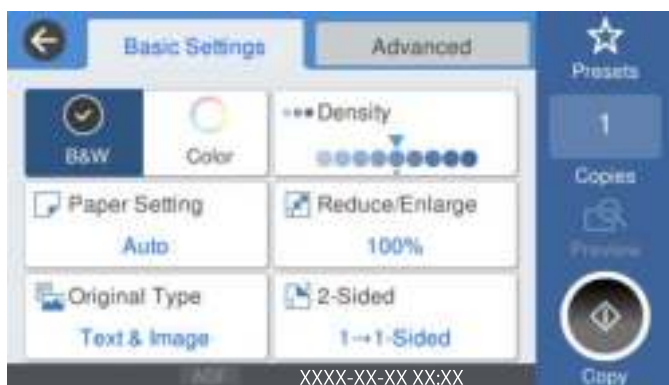 Basic Settings
Advanced
Presets
B&W
Color
Density
1
Copies
Paper Setting
Auto
Reduce/Enlarge
100%
Preview
Original Type
Text & Image
2-Sided
1→1-Sided
ADF
XXXX-XX-XX XX:XX
Copy